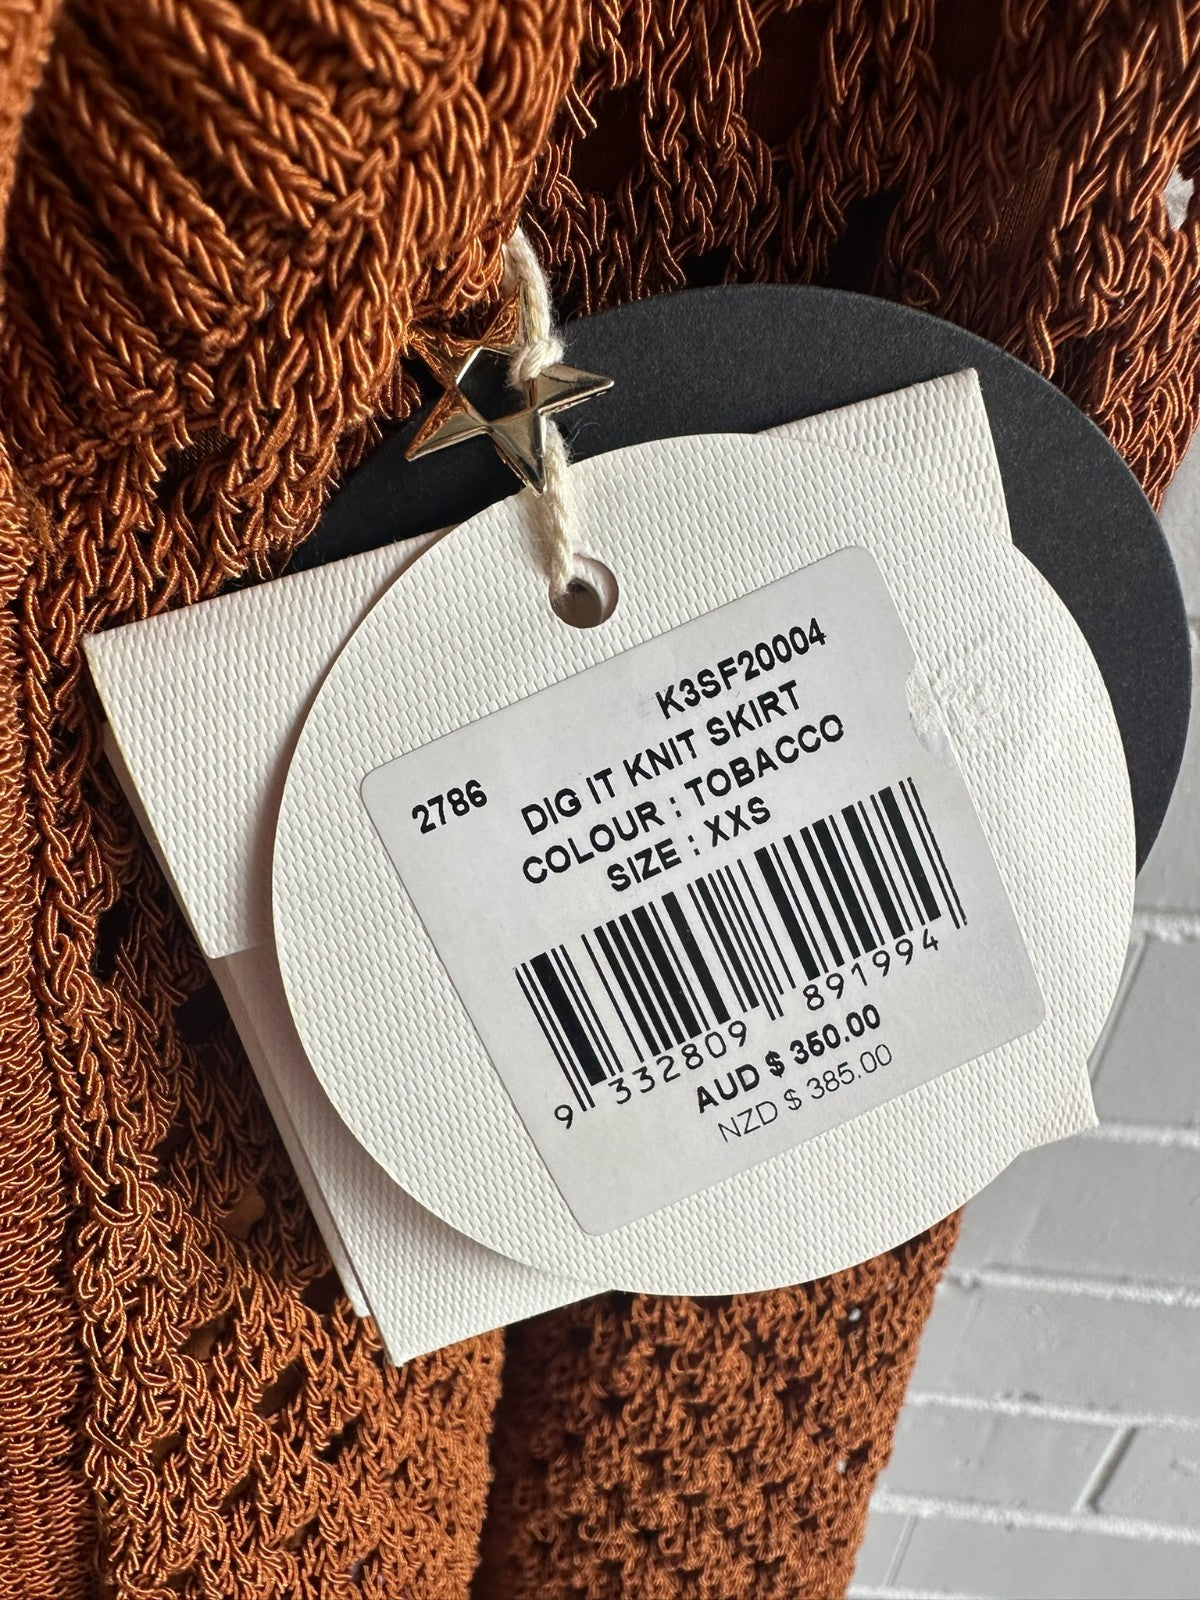 K3SF20004
2786
DIG IT KNIT SKIRT
COLOUR : TOBACCO
SIZE : XXS
9 332809 891994
AUD $ 350.00
NZD $ 385.00